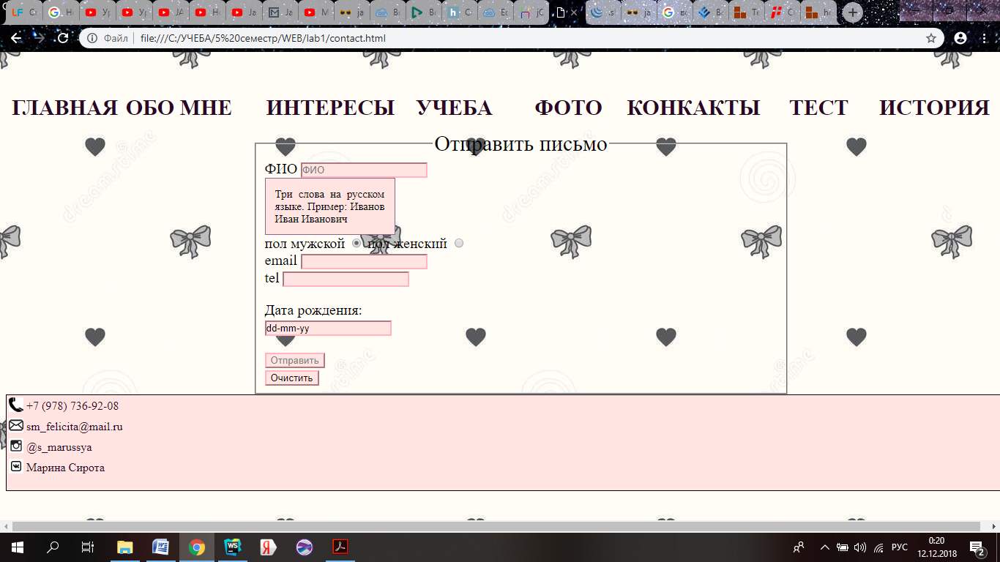 Файл
file:///C:/УЧЕБА/5%20семестр/WEB/lab1/contact.html
ГЛАВНАЯ ОБО МНЕ ИНТЕРЕСЫ УЧЕБА ФОТО КОНКАКТЫ ТЕСТ ИСТОРИЯ
Отправить письмо
ФИО ФИО
Три слова на русском
языке. Пример: Иванов
Иван Иванович
пол мужской пол женский
email
tel
Дата рождения:
dd-mm-yy
Отправить
Очистить
+7 (978) 736-92-08
sm_felicita@mail.ru
@s_marussya
Марина Сирота
dreamstime
dreamstime
РУС
0:20
12.12.2018
2